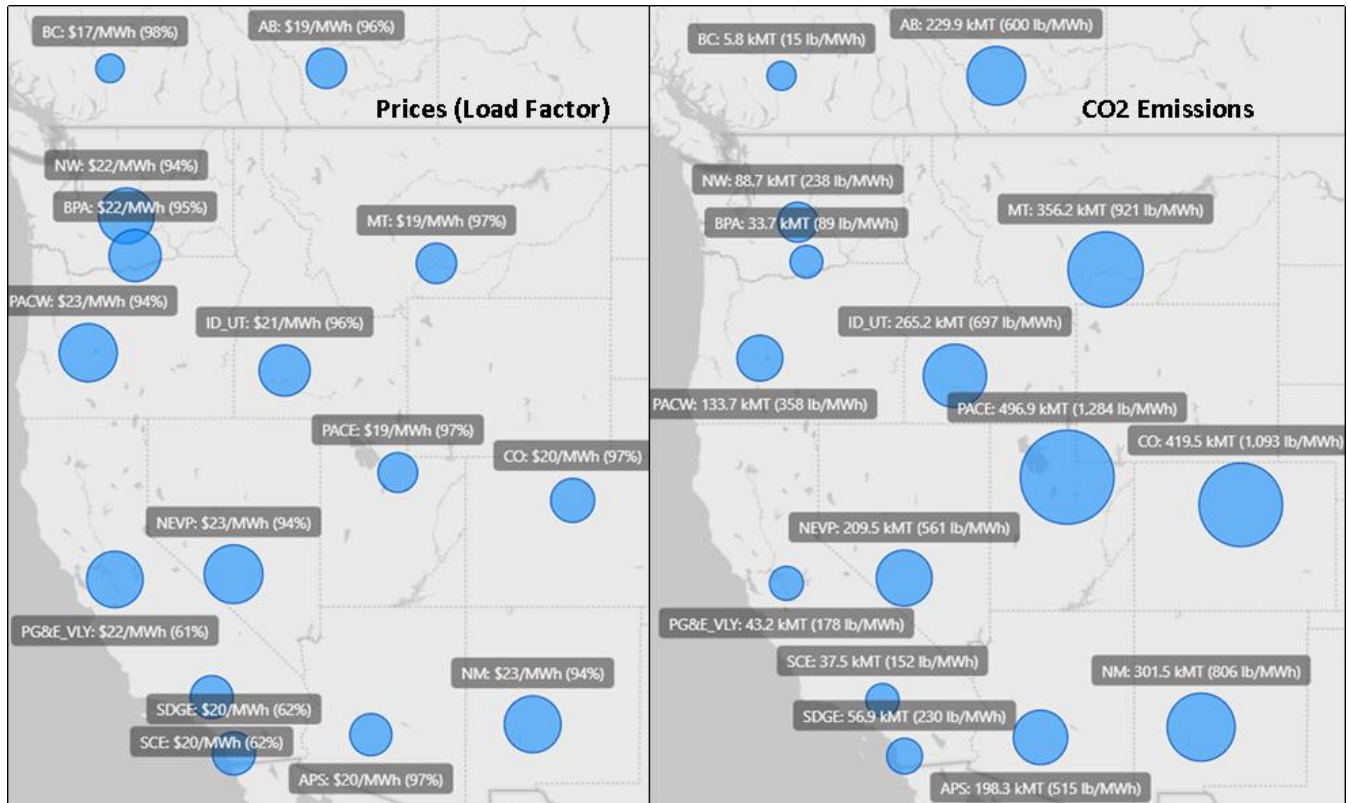 BC: $17/MWh (98%)
AB: $19/MWh (96%)
Prices (Load Factor)
NW: $22/MWh (94%)
BPA: $22/MWh (95%)
MT: $19/MWh (97%)
PACW: $23/MWh (94%)
ID_UT: $21/MWh (96%)
PACE: $19/MWh (97%)
CO: $20/MWh (97%)
NEVP: $23/MWh (94%)
PG&E_VLY: $22/MWh (61%)
NM: $23/MWh (94%)
SDGE: $20/MWh (62%)
SCE: $20/MWh (62%)
APS: $20/MWh (97%)
BC: 5.8 kMT (15 lb/MWh)
AB: 229.9 kMT (600 lb/MWh)
CO2 Emissions
NW: 88.7 kMT (238 lb/MWh)
BPA: 33.7 kMT (89 lb/MWh)
MT: 356.2 kMT (921 lb/MWh)
ID_UT: 265.2 kMT (697 lb/MWh)
PACW: 133.7 kMT (358 lb/MWh)
PACE: 496.9 kMT (1,284 lb/MWh)
CO: 419.5 kMT (1,093 lb/MWh)
NEVP: 209.5 kMT (561 lb/MWh)
PG&E_VLY: 43.2 kMT (178 lb/MWh)
SCE: 37.5 kMT (152 lb/MWh)
NM: 301.5 kMT (806 lb/MWh)
SDGE: 56.9 kMT (230 lb/MWh)
APS: 198.3 kMT (515 lb/MWh)